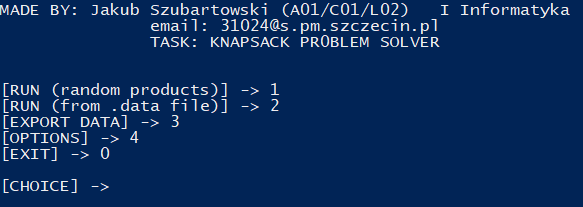 MADE BY: Jakub Szubartowski (A01/C01/L02)   I Informatyka
email: 31024@s.pm.szczecin.pl
TASK: KNAPSACK PROBLEM SOLVER
[RUN (random products)] -> 1
[RUN (from .data file)] -> 2
[EXPORT DATA] -> 3
[OPTIONS] -> 4
[EXIT] -> 0
[CHOICE] ->